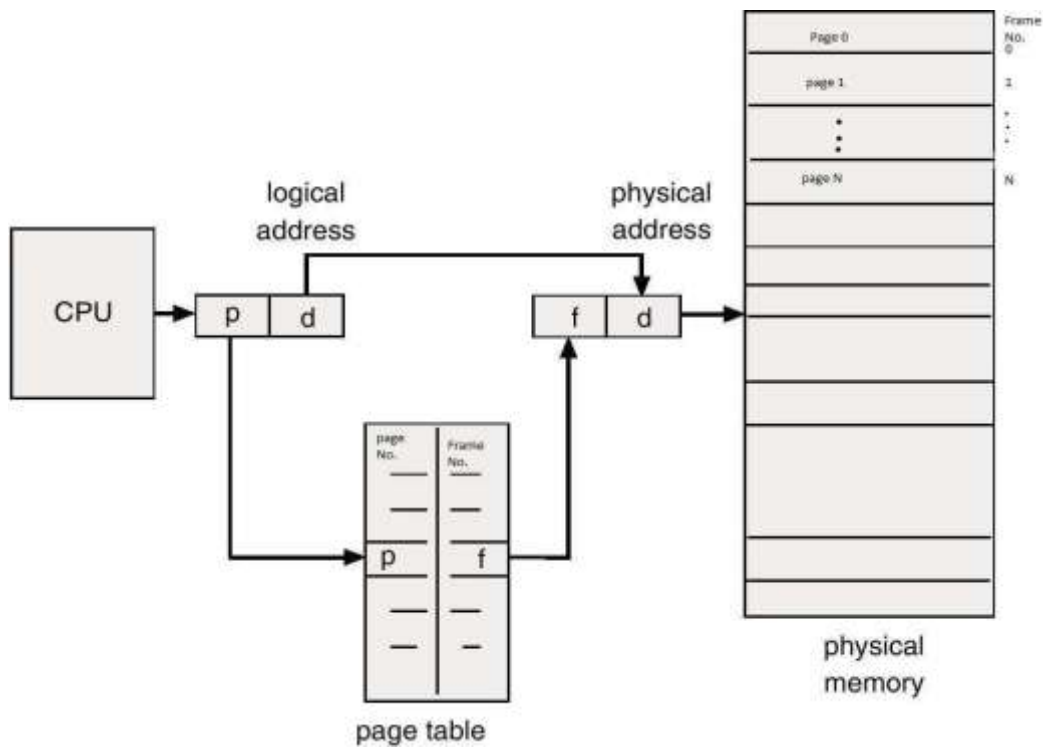 Frame
No.
Page 0
0
page 1
1
page N
N
logical
address
physical
address
CPU
p d
f d
page
No.
Frame
No.
p f
physical
memory
page table